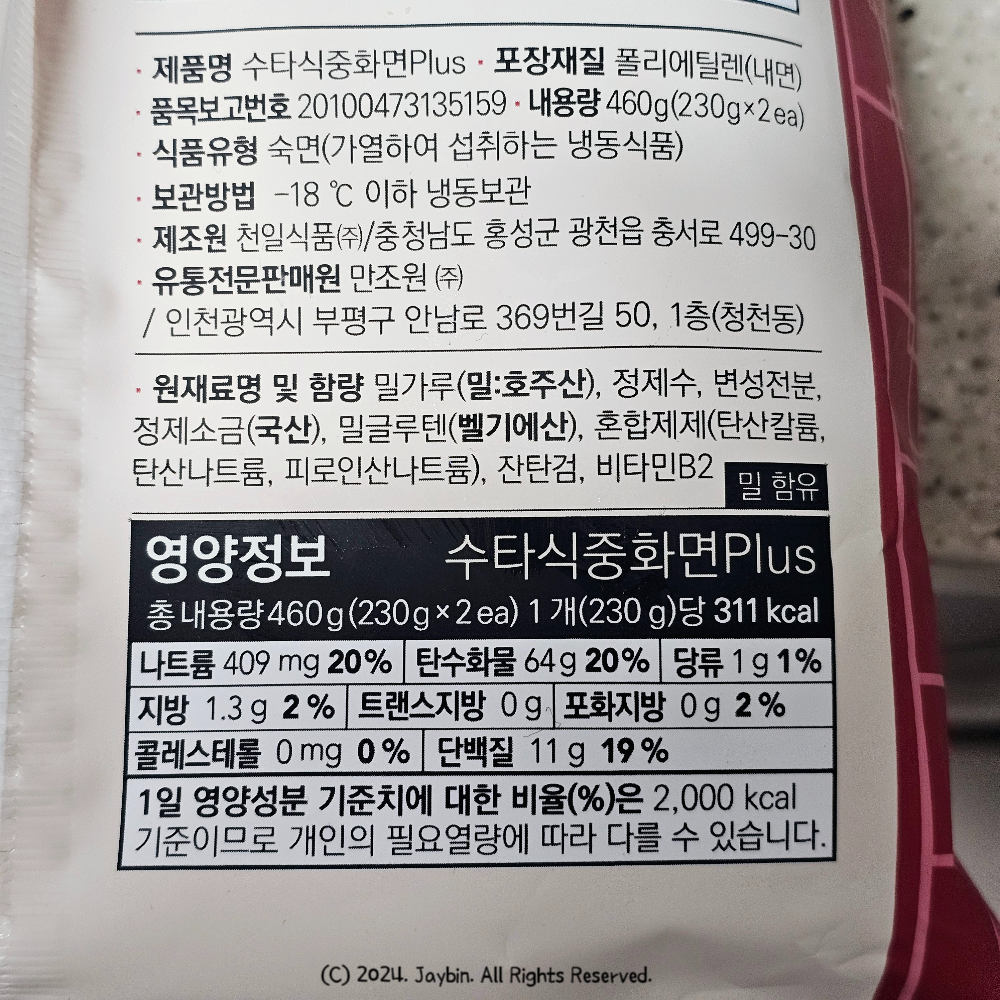 · 제품명 수타식중화면Plus · 포장재질 폴리에틸렌(내면)
· 품목보고번호 20100473135159 · 내용량 460g(230g×2ea)
· 식품유형 숙면(가열하여 섭취하는 냉동식품)
· 보관방법 -18 ℃ 이하 냉동보관
· 제조원 천일식품㈜/충청남도 홍성군 광천읍 충서로 499-30
· 유통전문판매원 만조원 ㈜
/ 인천광역시 부평구 안남로 369번길 50, 1층(청천동)
· 원재료명 및 함량 밀가루(밀:호주산), 정제수, 변성전분,
정제소금(국산), 밀글루텐(벨기에산), 혼합제제(탄산칼륨,
탄산나트륨, 피로인산나트륨), 잔탄검, 비타민B2
밀 함유
영양정보 수타식중화면Plus
총 내용량 460g(230g×2ea) 1 개(230 g)당 311 kcal
나트륨 409 mg 20% 탄수화물 64 g 20% 당류 1 g 1%
지방 1.3 g 2% 트랜스지방 0 g 포화지방 0 g 2%
콜레스테롤 0 mg 0% 단백질 11 g 19%
1일 영양성분 기준치에 대한 비율(%)은 2,000 kcal
기준이므로 개인의 필요열량에 따라 다를 수 있습니다.
(C) 2024. Jaybin. All Rights Reserved.